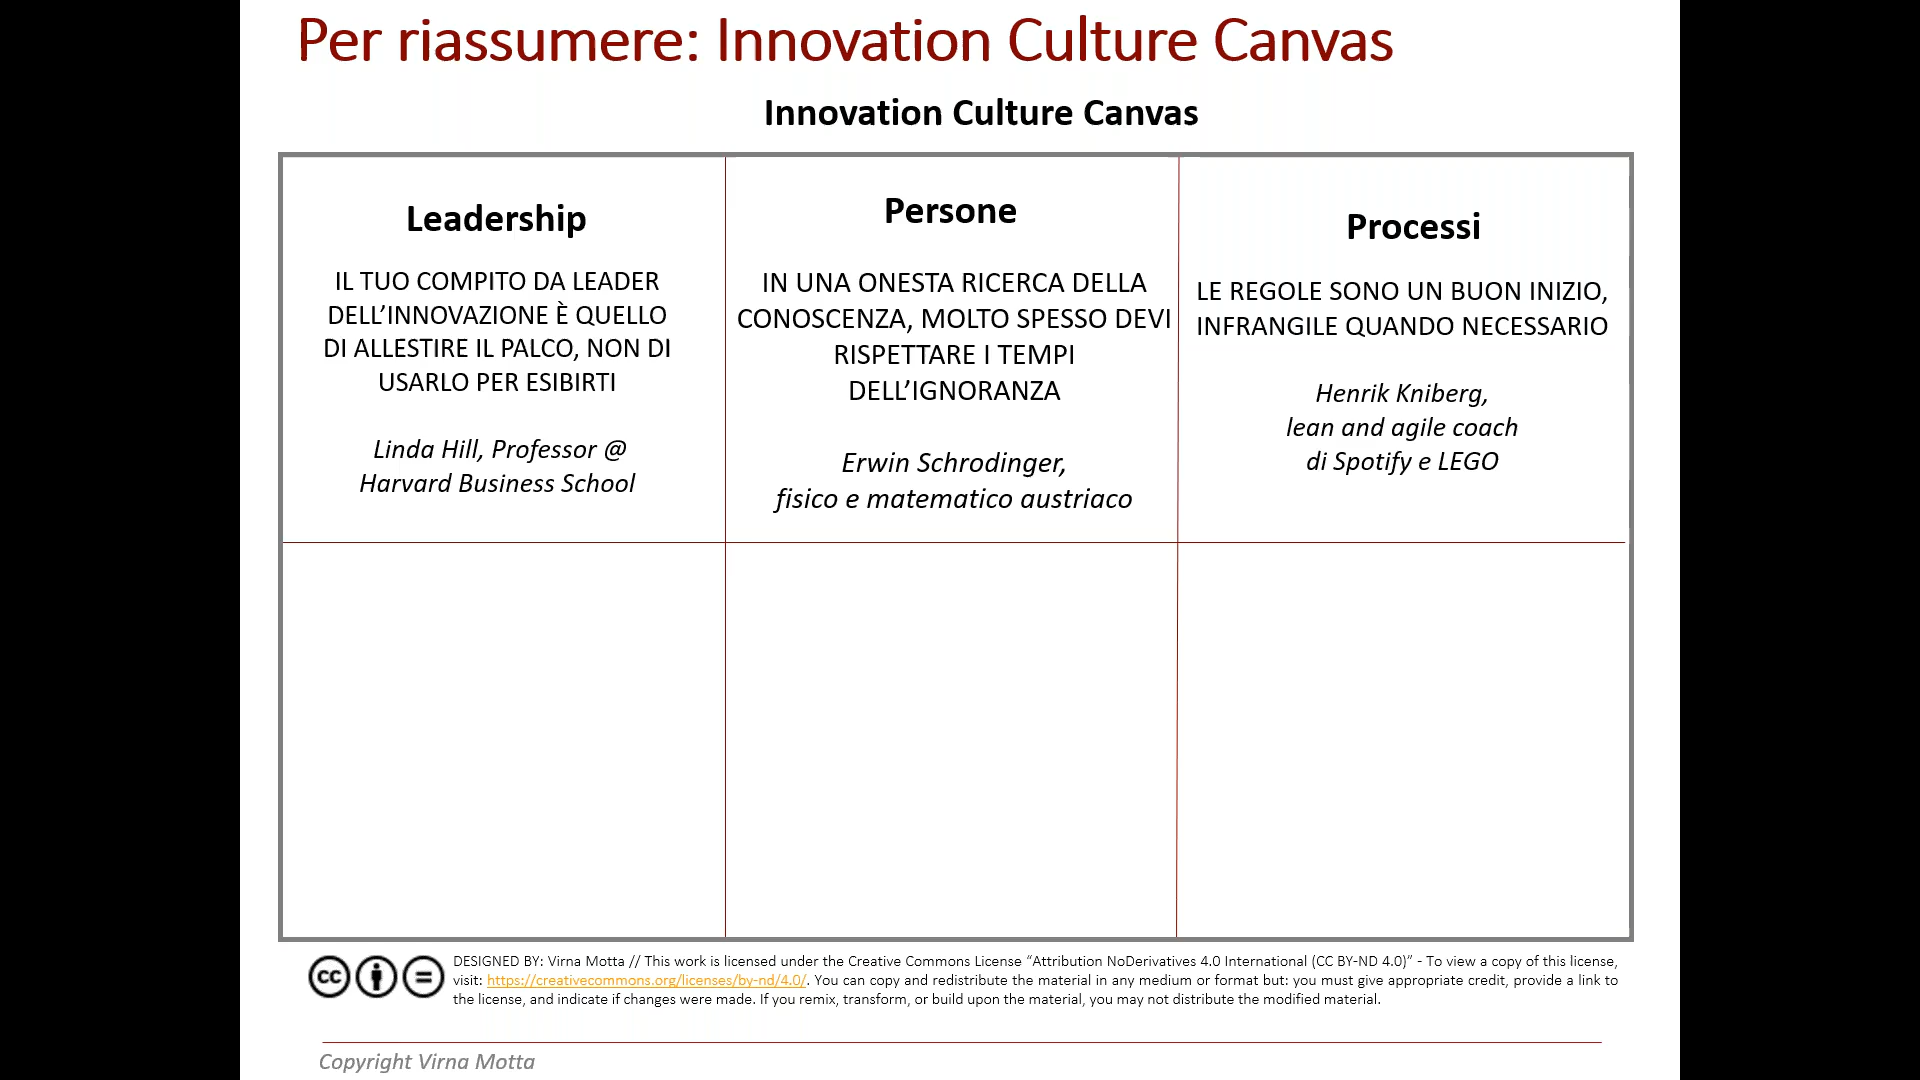 Per riassumere: Innovation Culture Canvas
Innovation Culture Canvas
Leadership
IL TUO COMPITO DA LEADER
DELL’INNOVAZIONE È QUELLO
DI ALLESTIRE IL PALCO, NON DI
USARLO PER ESIBIRTI
Linda Hill, Professor @
Harvard Business School
Persone
IN UNA ONESTA RICERCA DELLA
CONOSCENZA, MOLTO SPESSO DEVI
RISPETTARE I TEMPI
DELL’IGNORANZA
Erwin Schrodinger,
fisico e matematico austriaco
Processi
LE REGOLE SONO UN BUON INIZIO,
INFRANGILE QUANDO NECESSARIO
Henrik Kniberg,
lean and agile coach
di Spotify e LEGO
cc
DESIGNED BY: Virna Motta // This work is licensed under the Creative Commons License “Attribution NoDerivatives 4.0 International (CC BY-ND 4.0)” - To view a copy of this license,
visit: https://creativecommons.org/licenses/by-nd/4.0/. You can copy and redistribute the material in any medium or format but: you must give appropriate credit, provide a link to
the license, and indicate if changes were made. If you remix, transform, or build upon the material, you may not distribute the modified material.
Copyright Virna Motta